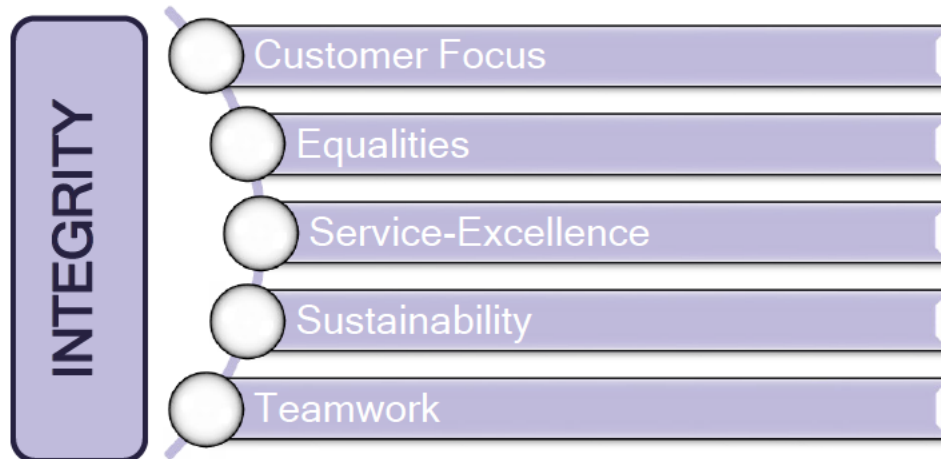 INTEGRITY
Customer Focus
Equalities
Service-Excellence
Sustainability
Teamwork